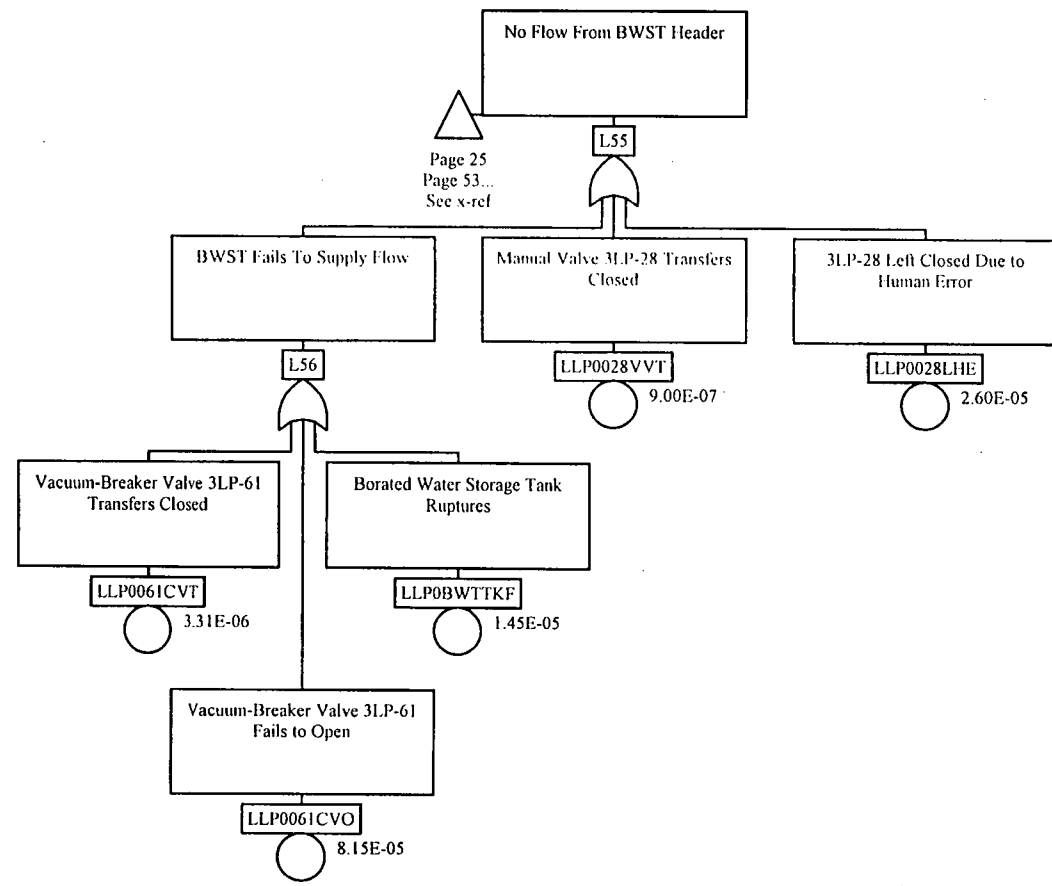 No Flow From BWST Header
L55
Page 25
Page 53...
See x-ref
BWST Fails To Supply Flow
Manual Valve 3LP-28 Transfers
Closed
3LP-28 Left Closed Due to
Human Error
L56
LLP0028VVT
9.00E-07
LLP0028LHE
2.60E-05
Vacuum-Breaker Valve 3LP-61
Transfers Closed
Borated Water Storage Tank
Ruptures
LLP0061CVT
3.31E-06
LLP0BWTTKF
1.45E-05
Vacuum-Breaker Valve 3LP-61
Fails to Open
LLP0061CVO
8.15E-05